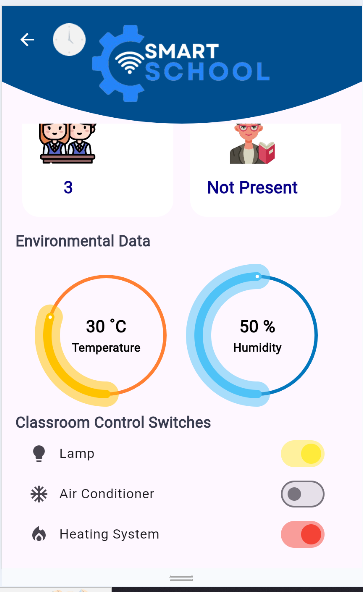 SMART
SCHOOL
3
Not Present
Environmental Data
30 °C
Temperature
50 %
Humidity
Classroom Control Switches
Lamp
Air Conditioner
Heating System